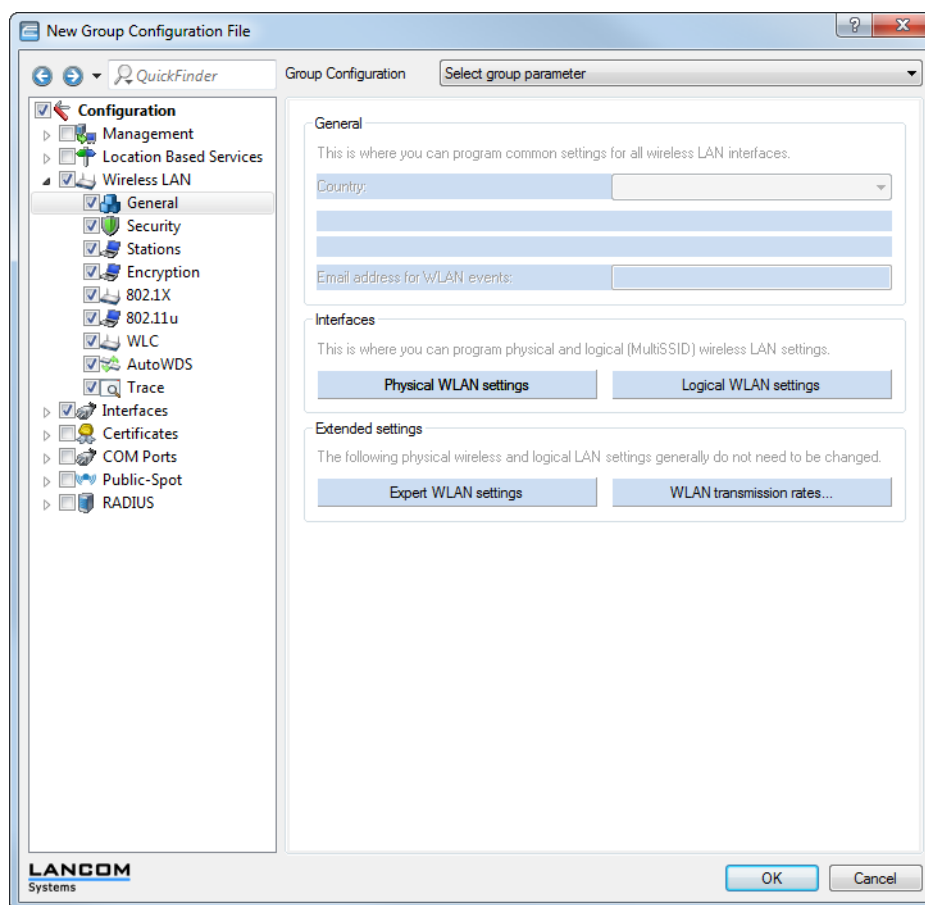 New Group Configuration File
QuickFinder
Group Configuration
Select group parameter
Configuration
Management
Location Based Services
Wireless LAN
General
Security
Stations
Encryption
802.1X
802.11u
WLC
AutoWDS
Trace
Interfaces
Certificates
COM Ports
Public-Spot
RADIUS
General
This is where you can program common settings for all wireless LAN interfaces.
Country:
Email address for WLAN events:
Interfaces
This is where you can program physical and logical (MultiSSID) wireless LAN settings.
Physical WLAN settings
Logical WLAN settings
Extended settings
The following physical wireless and logical LAN settings generally do not need to be changed.
Expert WLAN settings
WLAN transmission rates...
LANCOM
Systems
OK
Cancel